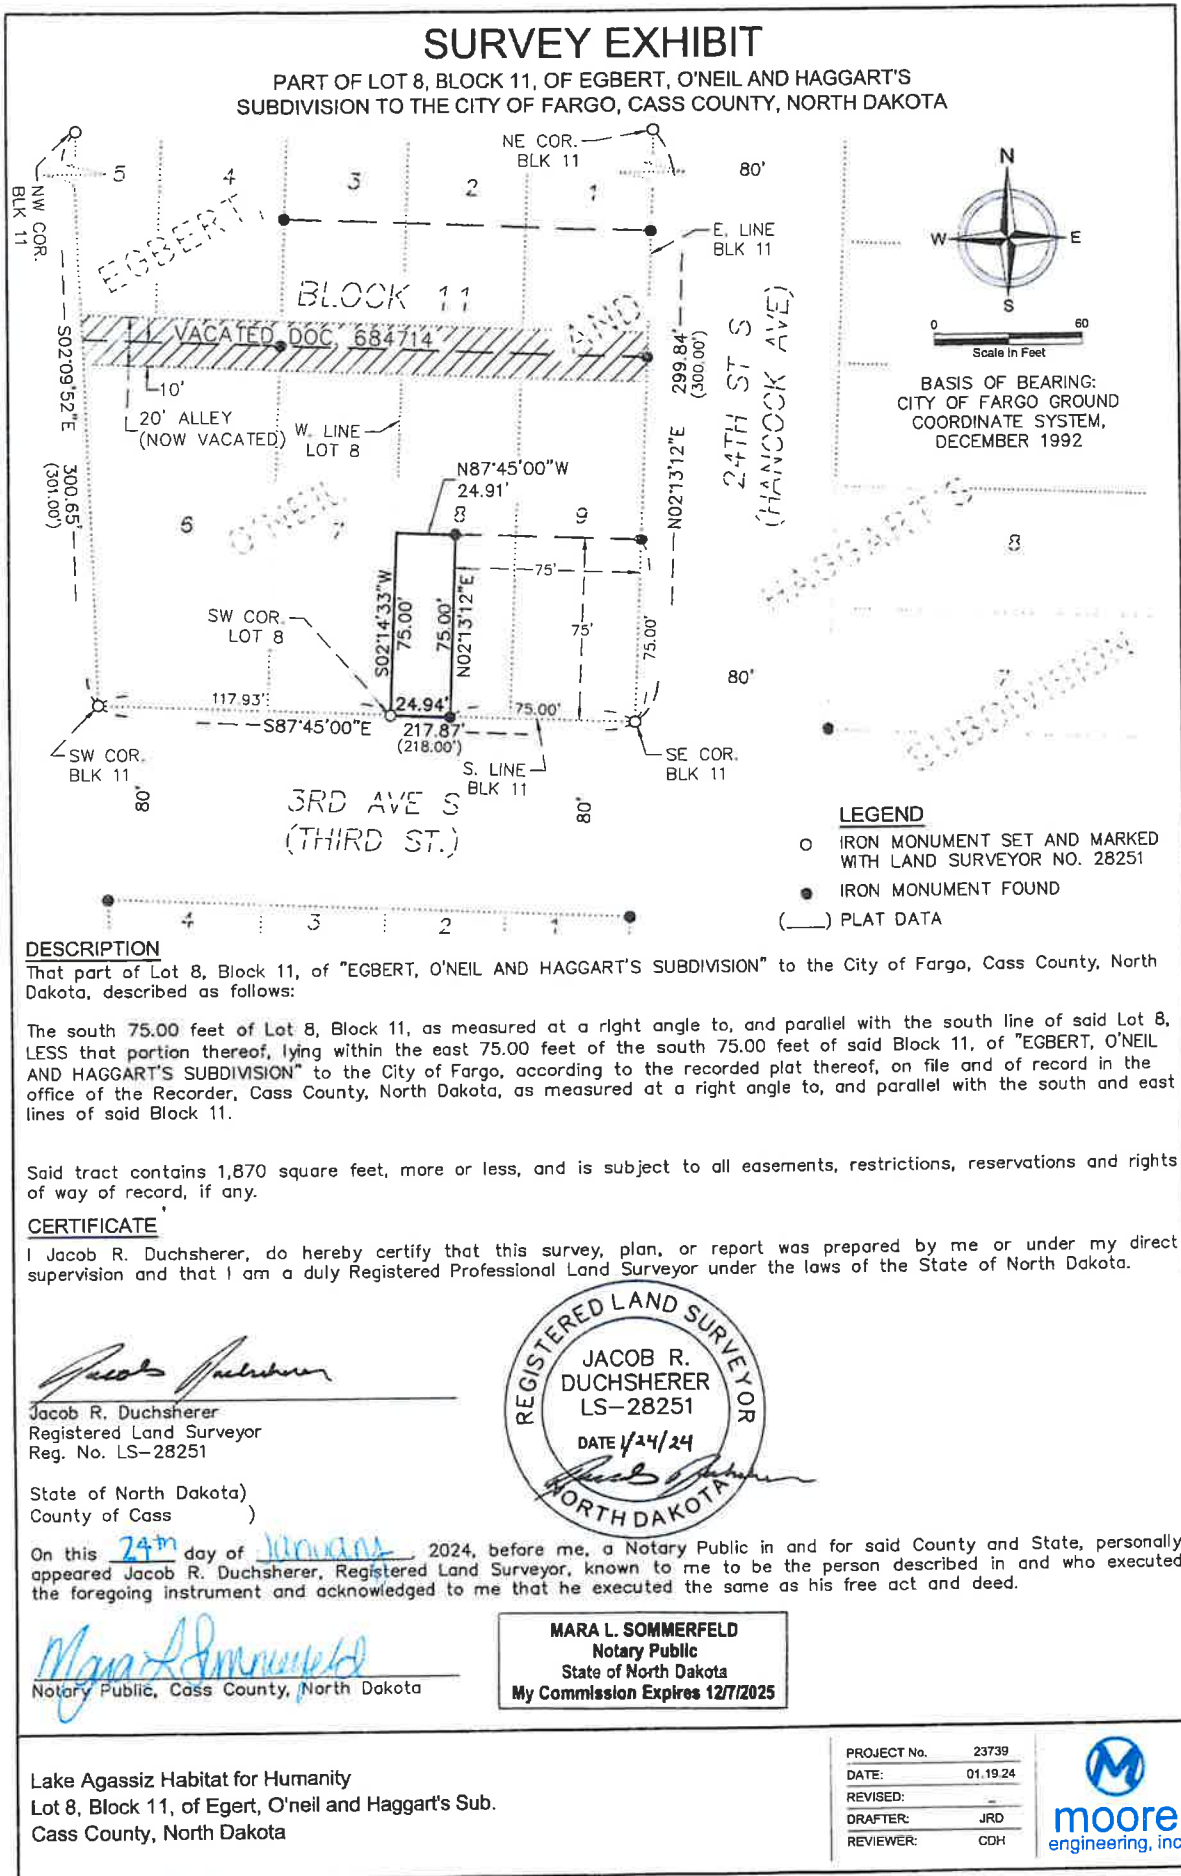 SURVEY EXHIBIT
PART OF LOT 8, BLOCK 11, OF EGBERT, O'NEIL AND HAGGART'S
SUBDIVISION TO THE CITY OF FARGO, CASS COUNTY, NORTH DAKOTA
NW COR.
BLK 11
5
4
3
2
1
NE COR.
BLK 11
80'
N
W
E
S
E. LINE
BLK 11
EGBERT,
BLOCK 11
AND
VACATED DOC. 684714
10'
20' ALLEY
(NOW VACATED)
W. LINE
LOT 8
S02°09'52"E
300.65'
(301.00')
299.84'
(300.00')
N02°13'12"E
24TH ST S
(HANCOCK AVE)
0
60
Scale in Feet
BASIS OF BEARING:
CITY OF FARGO GROUND
COORDINATE SYSTEM,
DECEMBER 1992
N87°45'00"W
24.91'
6
O'NEIL
7
8
9
HAGGART'S
8
75'
S02°14'33"W
75.00'
75.00'
N02°13'12"E
75'
75.00'
SW COR.
LOT 8
80'
7
SUBDIVISION
117.93'
24.94'
75.00'
S87°45'00"E
217.87'
(218.00')
SW COR.
BLK 11
S. LINE
BLK 11
SE COR.
BLK 11
80'
80'
3RD AVE S
(THIRD ST.)
LEGEND
IRON MONUMENT SET AND MARKED
WITH LAND SURVEYOR NO. 28251
IRON MONUMENT FOUND
(___) PLAT DATA
4
3
2
1
DESCRIPTION
That part of Lot 8, Block 11, of "EGBERT, O'NEIL AND HAGGART'S SUBDIVISION" to the City of Fargo, Cass County, North
Dakota, described as follows:
The south 75.00 feet of Lot 8, Block 11, as measured at a right angle to, and parallel with the south line of said Lot 8,
LESS that portion thereof, lying within the east 75.00 feet of the south 75.00 feet of said Block 11, of "EGBERT, O'NEIL
AND HAGGART'S SUBDIVISION" to the City of Fargo, according to the recorded plat thereof, on file and of record in the
office of the Recorder, Cass County, North Dakota, as measured at a right angle to, and parallel with the south and east
lines of said Block 11.
Said tract contains 1,870 square feet, more or less, and is subject to all easements, restrictions, reservations and rights
of way of record, if any.
CERTIFICATE
I Jacob R. Duchsherer, do hereby certify that this survey, plan, or report was prepared by me or under my direct
supervision and that I am a duly Registered Professional Land Surveyor under the laws of the State of North Dakota.
Jacob Duchsherer
Jacob R. Duchsherer
Registered Land Surveyor
Reg. No. LS-28251
REGISTERED LAND SURVEYOR
JACOB R.
DUCHSHERER
LS-28251
DATE 1/24/24
Jacob Duchsherer
NORTH DAKOTA
State of North Dakota)
County of Cass )
On this 24th day of January, 2024, before me, a Notary Public in and for said County and State, personally
appeared Jacob R. Duchsherer, Registered Land Surveyor, known to me to be the person described in and who executed
the foregoing instrument and acknowledged to me that he executed the same as his free act and deed.
Mara L Sommerfeld
Notary Public, Cass County, North Dakota
MARA L. SOMMERFELD
Notary Public
State of North Dakota
My Commission Expires 12/7/2025
Lake Agassiz Habitat for Humanity
Lot 8, Block 11, of Egert, O'neil and Haggart's Sub.
Cass County, North Dakota
PROJECT No. 23739
DATE: 01.19.24
REVISED: _
DRAFTER: JRD
REVIEWER: CDH
moore
engineering, inc